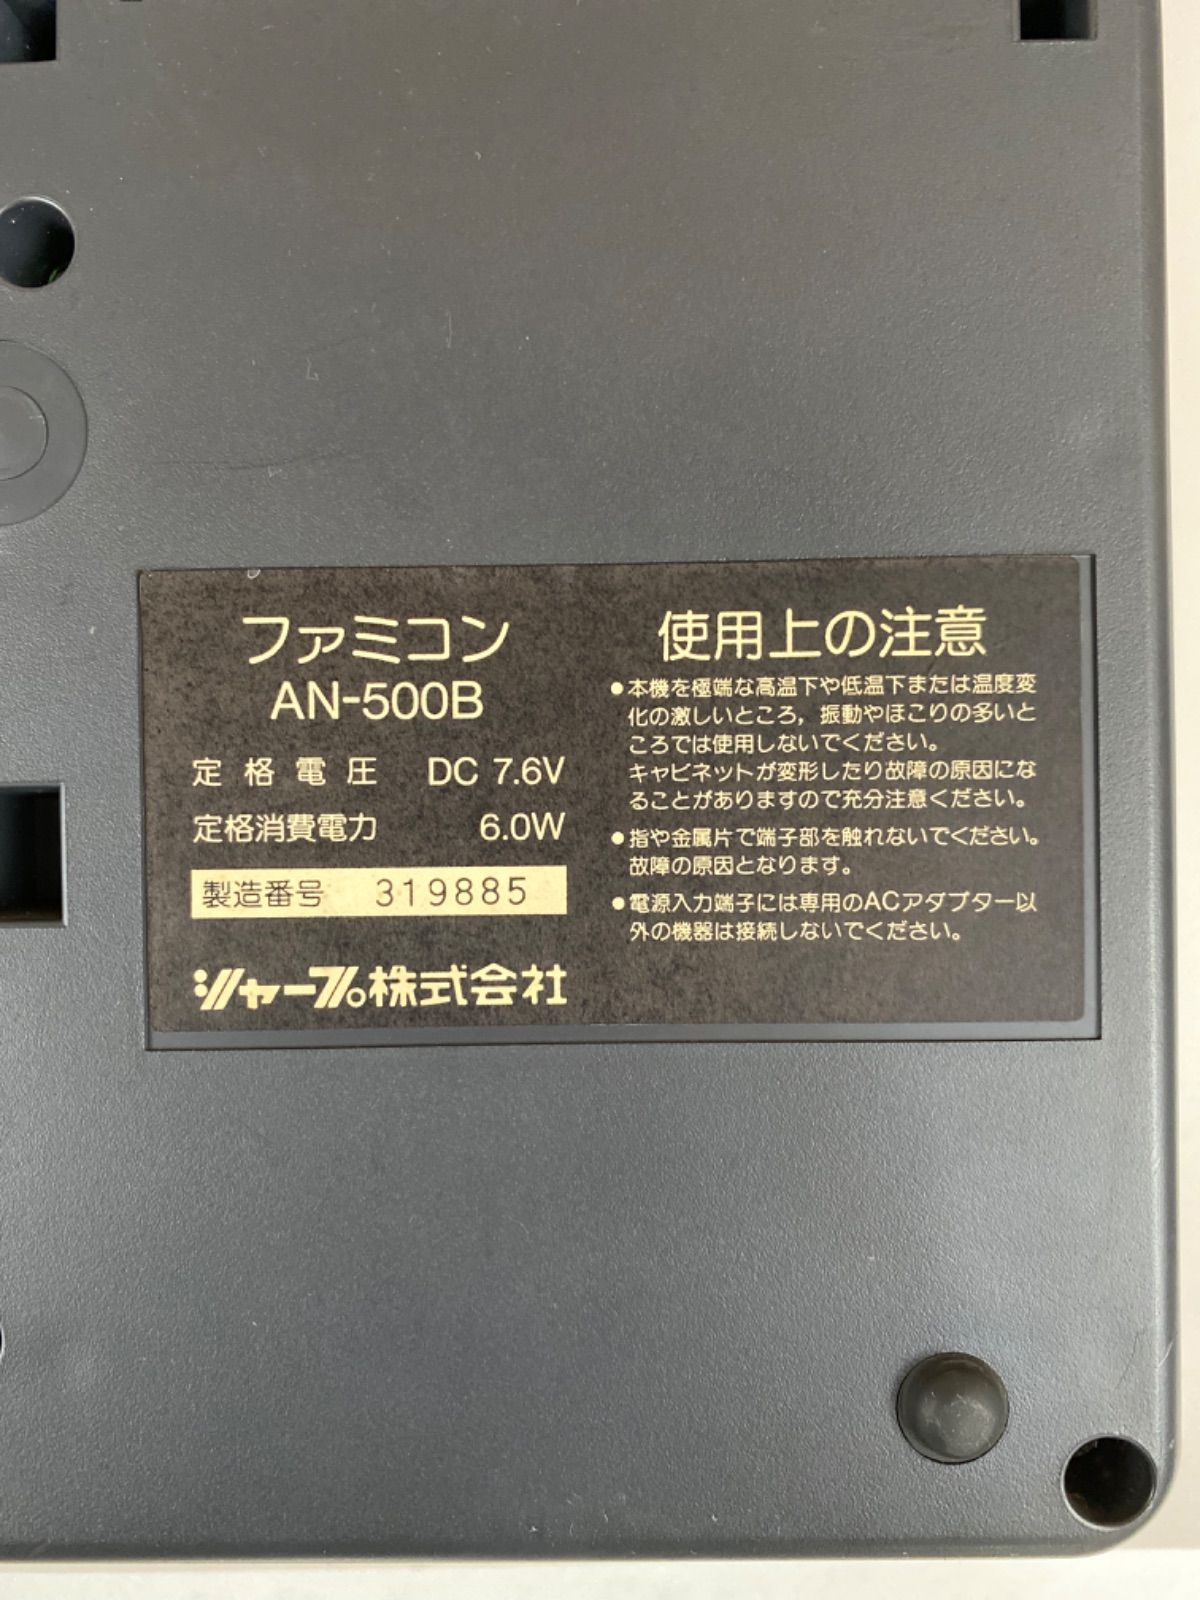 ファミコン
AN-500B
定格電圧 DC 7.6V
定格消費電力 6.0W
製造番号 319885
シャープ株式会社
使用上の注意
●本機を極端な高温下や低温下または温度変
化の激しいところ，振動やほこりの多いと
ころでは使用しないでください。
キャビネットが変形したり故障の原因にな
ることがありますので充分注意ください。
●指や金属片で端子部を触れないでください。
故障の原因となります。
●電源入力端子には専用のACアダプター以
外の機器は接続しないでください。